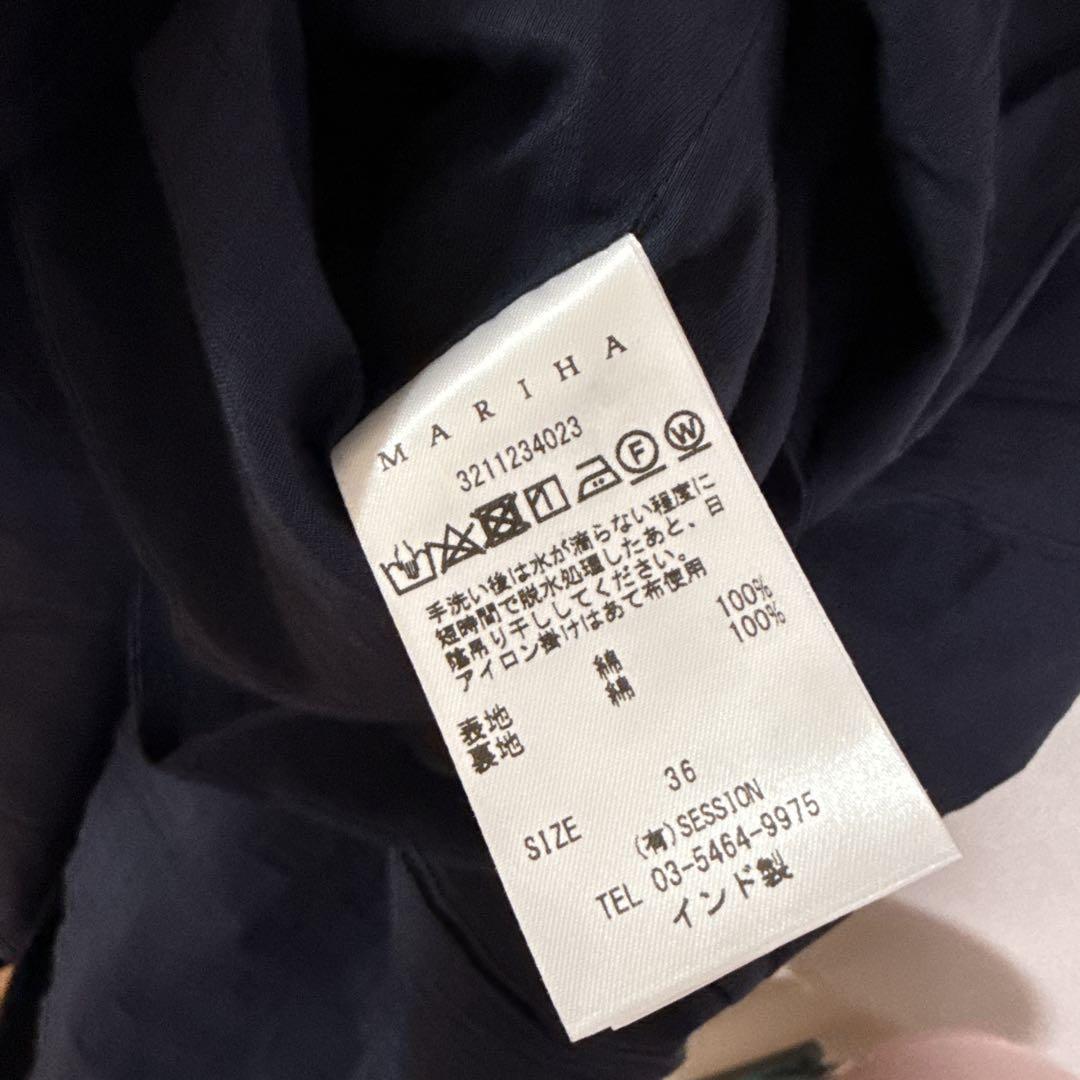 MARIHA
3211234023
F W
手洗い後は水が滴らない程度に
短時間で脱水処理したあと、日
陰吊り干ししてください。
アイロン掛けはあて布使用
表地 綿 100%
裏地 綿 100%
SIZE 36
(有)SESSION
TEL 03-5464-9975
インド製